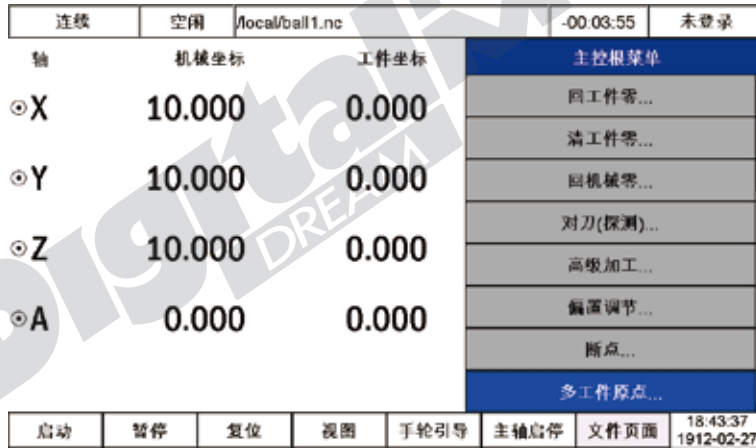 连续 空闲 /local/ball1.nc -00:03:55 未登录
轴 机械坐标 工件坐标 主控根菜单
X 10.000 0.000
Y 10.000 0.000
Z 10.000 0.000
A 0.000 0.000
回工件零...
清工件零...
回机械零...
对刀(探测)...
高级加工...
偏置调节...
断点...
多工件原点...
启动 暂停 复位 视图 手轮引导 主轴启停 文件页面 18:43:37
1912-02-27
Digital
DREAM